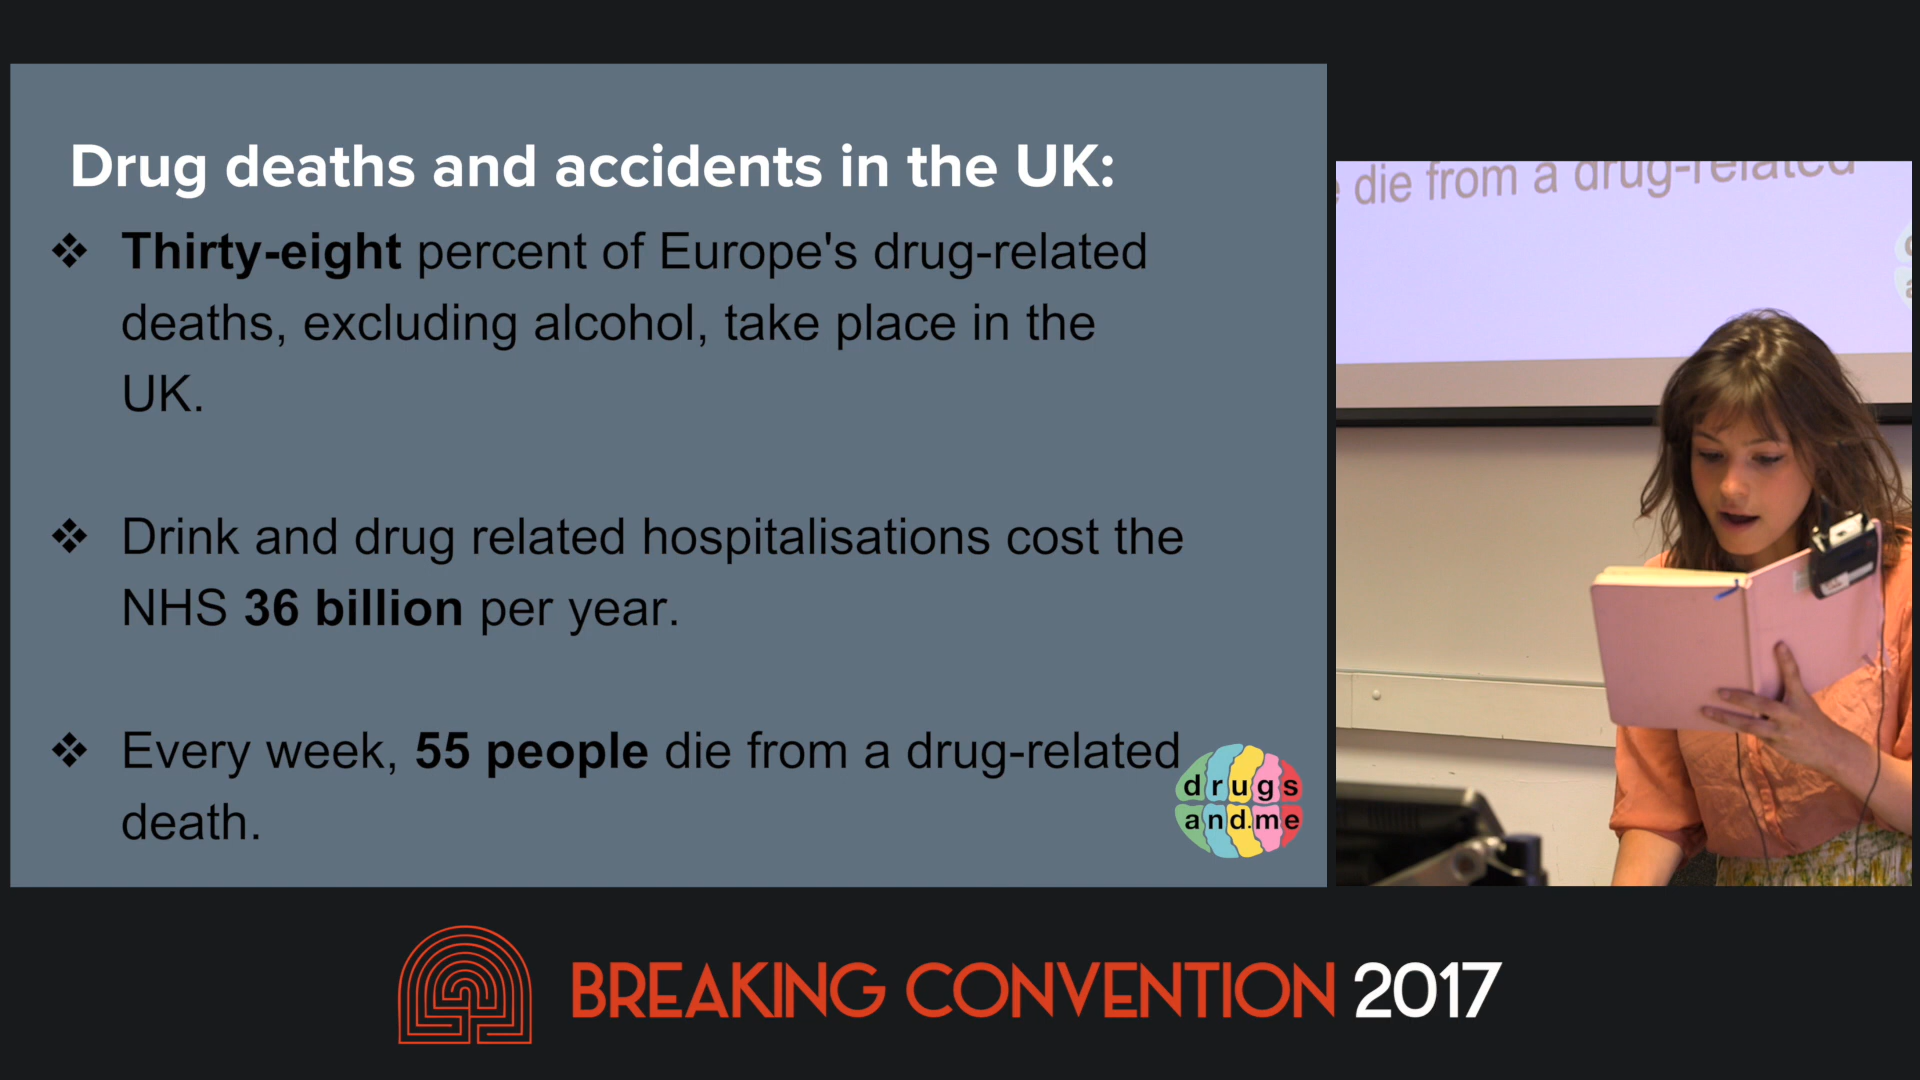 Drug deaths and accidents in the UK:
❖ Thirty-eight percent of Europe's drug-related
deaths, excluding alcohol, take place in the
UK.
❖ Drink and drug related hospitalisations cost the
NHS 36 billion per year.
❖ Every week, 55 people die from a drug-related
death.
drugs
and.me
die from a drug-related
BREAKING CONVENTION 2017